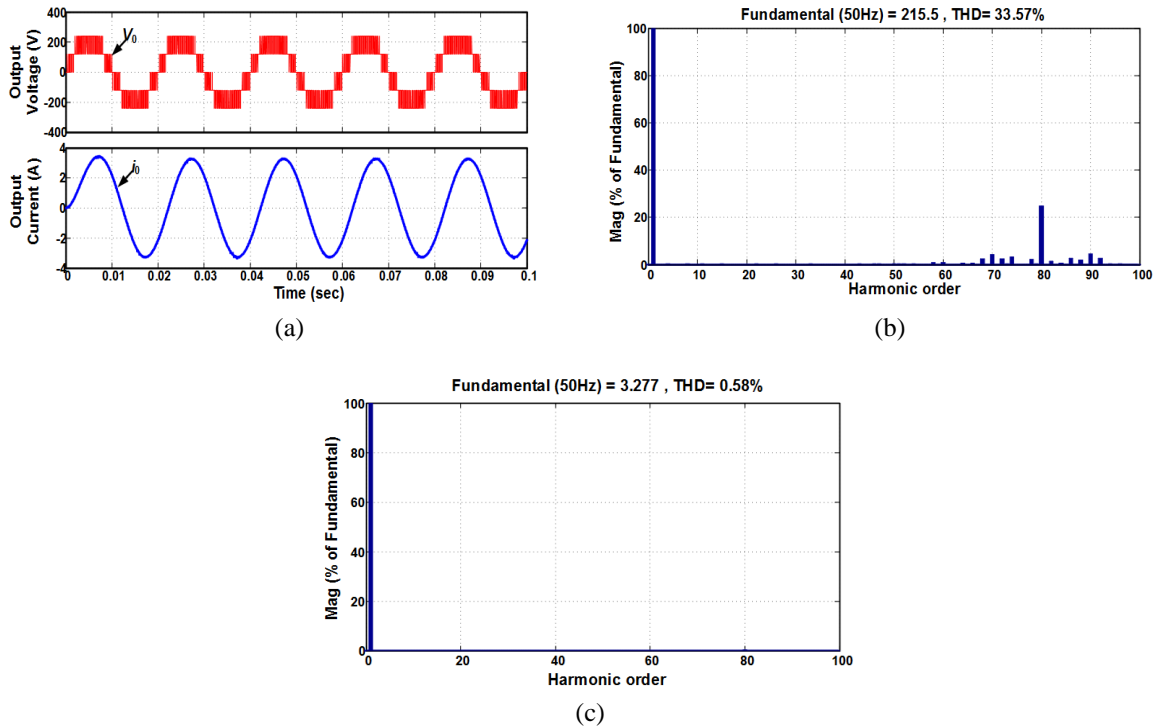 Output
Voltage (V)
400
200
0
-200
-400
V0
Output
Current (A)
4
2
0
-2
-4
i0
0 0.01 0.02 0.03 0.04 0.05 0.06 0.07 0.08 0.09 0.1
Time (sec)
(a)
Fundamental (50Hz) = 215.5 , THD= 33.57%
Mag (% of Fundamental)
100
80
60
40
20
0
0 10 20 30 40 50 60 70 80 90 100
Harmonic order
(b)
Fundamental (50Hz) = 3.277 , THD= 0.58%
Mag (% of Fundamental)
100
80
60
40
20
0
0 20 40 60 80 100
Harmonic order
(c)